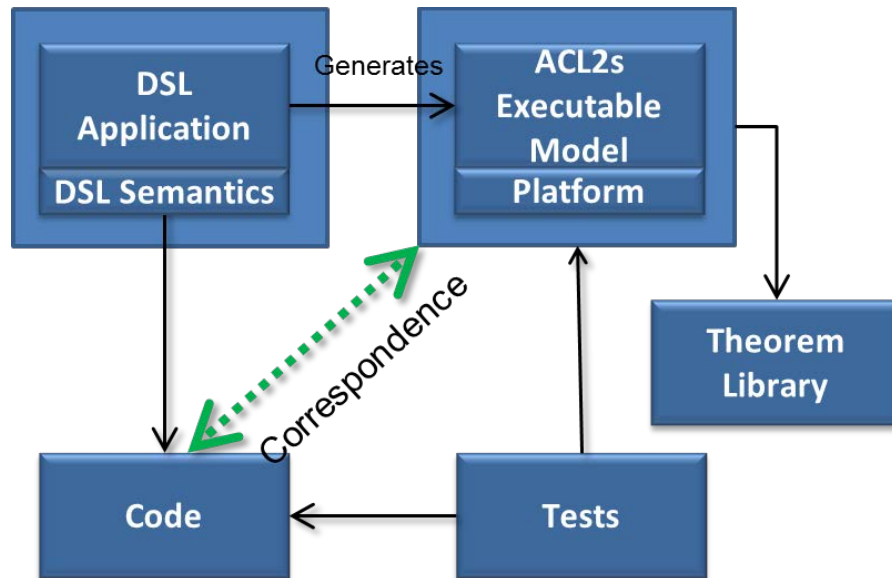 DSL
Application
DSL Semantics
Generates
ACL2s
Executable
Model
Platform
Correspondence
Theorem
Library
Code
Tests